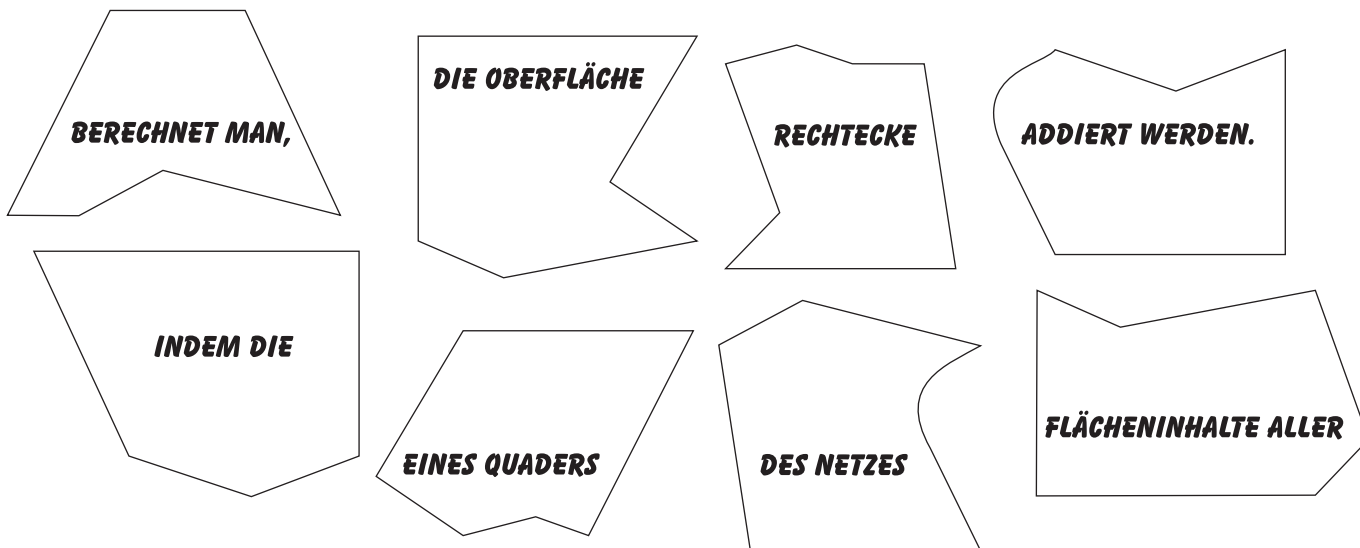 DIE OBERFLÄCHE
BERECHNET MAN,
RECHTECKE
ADDIERT WERDEN.
INDEM DIE
EINES QUADERS
DES NETZES
FLÄCHENINHALTE ALLER